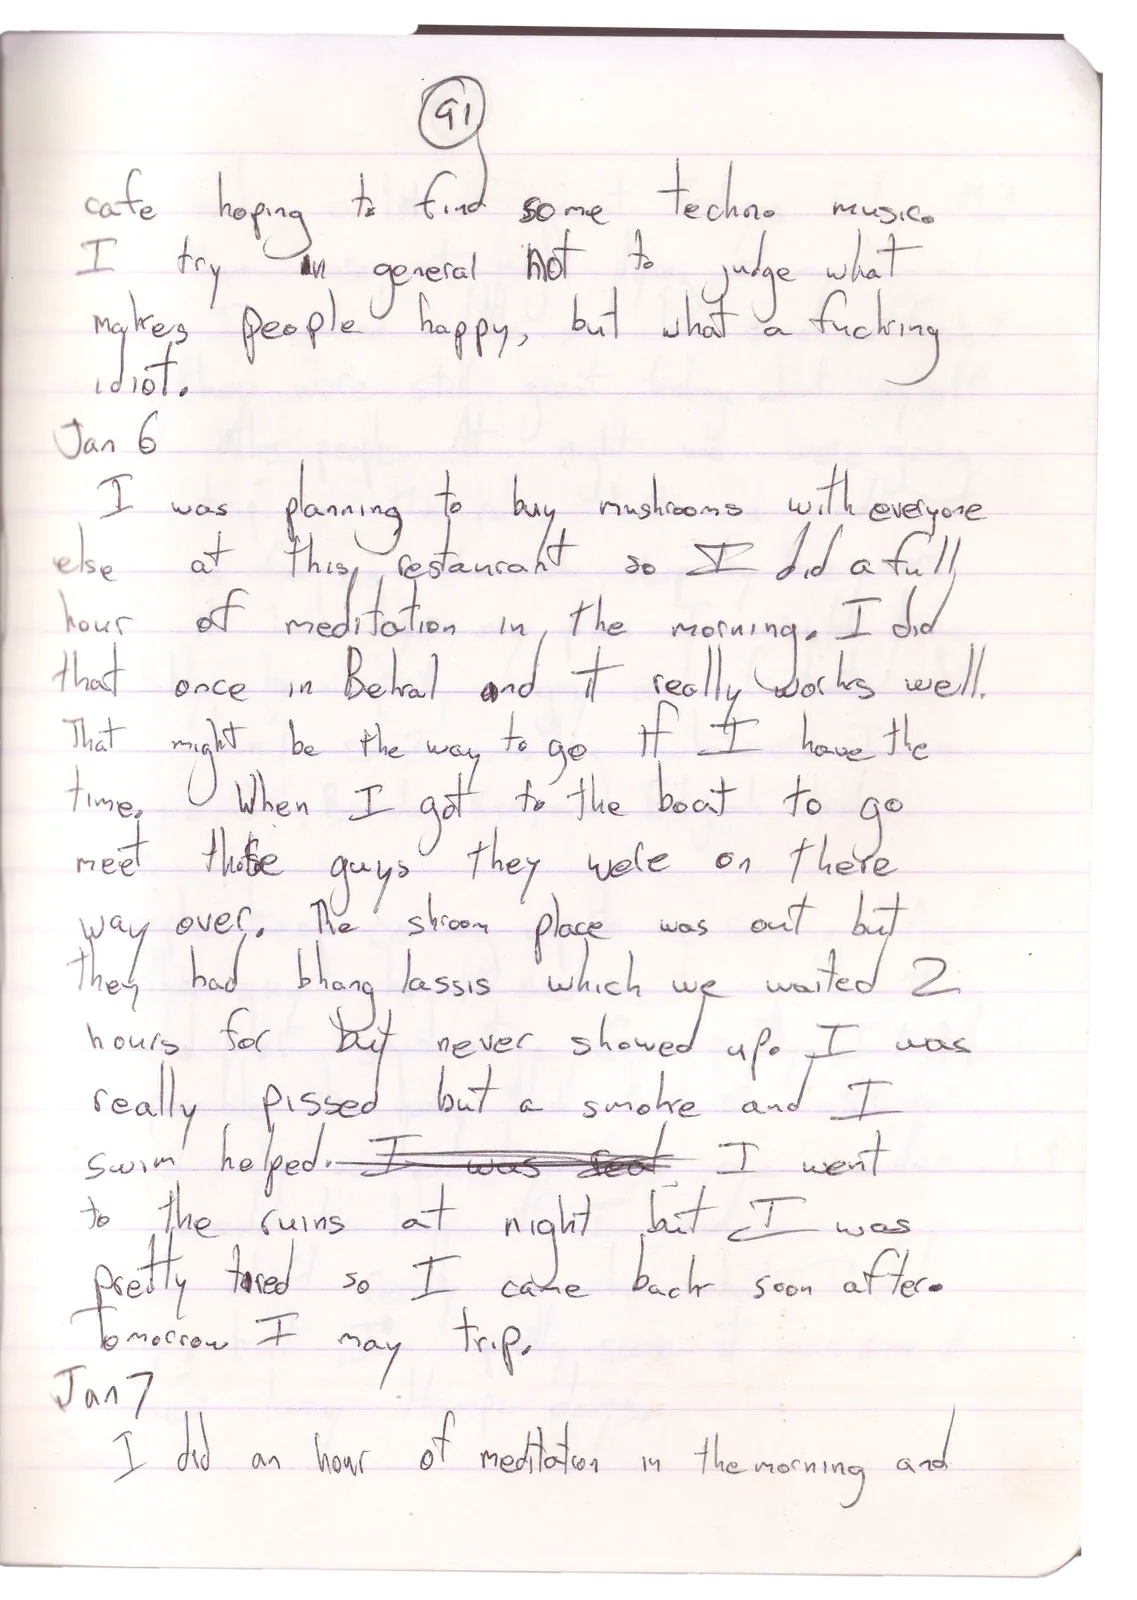 91
cafe hoping to find some techno music.
I try in general not to judge what
makes people happy, but what a fucking
idiot.
Jan 6
I was planning to buy mushrooms with everyone
else at this restaurant so I did a full
hour of meditation in the morning. I did
that once in Betral and it really works well.
That might be the way to go if I have the
time. When I got to the boat to go
meet those guys they were on there
way over. The shroom place was out but
they had bhang lassis which we waited 2
hours for but never showed up. I was
really pissed but a smoke and I
swim helped. I was I went
to the ruins at night but I was
pretty tired so I came back soon after.
Tomorrow I may trip.
Jan 7
I did an hour of meditation in the morning and